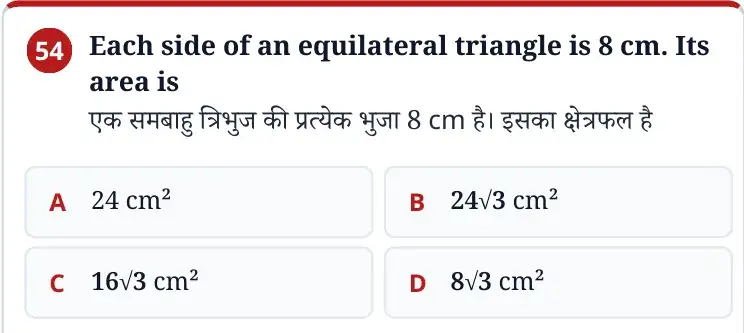 54 Each side of an equilateral triangle is 8 cm. Its
area is
एक समबाहु त्रिभुज की प्रत्येक भुजा 8 cm है। इसका क्षेत्रफल है
A 24 cm² B 24√3 cm²
C 16√3 cm² D 8√3 cm²